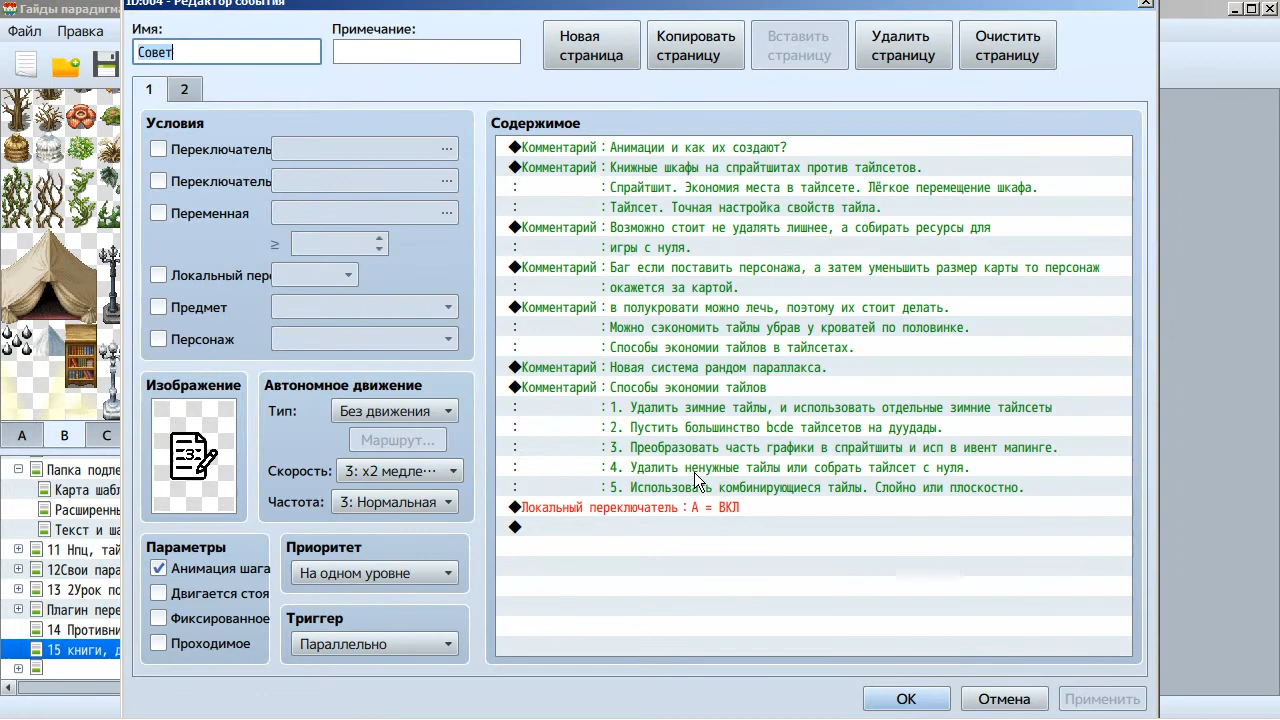 Гайды парадигма
ID:004 - Редактор события
Файл Правка
Имя:
Примечание:
Совет
Новая страница
Копировать страницу
Вставить страницу
Удалить страницу
Очистить страницу
1 2
Условия
Переключатель ...
Переключатель ...
Переменная ...
≥
Локальный пер
Предмет
Персонаж
Изображение
Автономное движение
Тип: Без движения
Маршрут...
Скорость: 3: x2 медле···
Частота: 3: Нормальная
Параметры
Анимация шага
Двигается стоя
Фиксированное
Проходимое
Приоритет
На одном уровне
Триггер
Параллельно
Содержимое
◆Комментарий：Анимации и как их создают?
◆Комментарий：Книжные шкафы на спрайтшитах против тайлсетов.
：　　　　：Спрайтшит. Экономия места в тайлсете. Лёгкое перемещение шкафа.
：　　　　：Тайлсет. Точная настройка свойств тайла.
◆Комментарий：Возможно стоит не удалять лишнее, а собирать ресурсы для
：　　　　：игры с нуля.
◆Комментарий：Баг если поставить персонажа, а затем уменьшить размер карты то персонаж
：　　　　：окажется за картой.
◆Комментарий：в полукровати можно лечь, поэтому их стоит делать.
：　　　　：Можно сэкономить тайлы убрав у кроватей по половинке.
：　　　　：Способы экономии тайлов в тайлсетах.
◆Комментарий：Новая система рандом параллакса.
◆Комментарий：Способы экономии тайлов
：　　　　：1. Удалить зимние тайлы, и использовать отдельные зимние тайлсеты
：　　　　：2. Пустить большинство bcde тайлсетов на дуудады.
：　　　　：3. Преобразовать часть графики в спрайтшиты и исп в ивент мапинге.
：　　　　：4. Удалить ненужные тайлы или собрать тайлсет с нуля.
：　　　　：5. Использовать комбинирующиеся тайлы. Слойно или плоскостно.
◆Локальный переключатель：A = ВКЛ
◆
A B C
Папка подле
Карта шабл
Расширенны
Текст и ша
11 Нпц, тай
12Свои пара
13 2Урок по
Плагин пере
14 Противни
15 книги, д
OK
Отмена
Применить